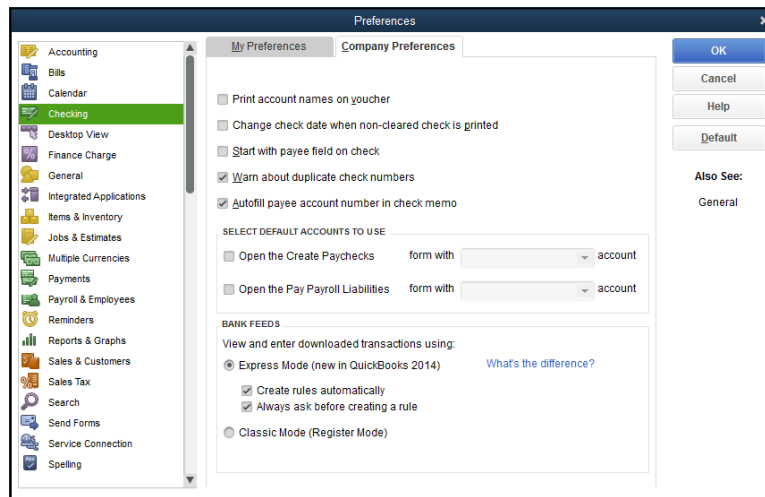 Preferences
Accounting
Bills
Calendar
Checking
Desktop View
Finance Charge
General
Integrated Applications
Items & Inventory
Jobs & Estimates
Multiple Currencies
Payments
Payroll & Employees
Reminders
Reports & Graphs
Sales & Customers
Sales Tax
Search
Send Forms
Service Connection
Spelling
My Preferences
Company Preferences
Print account names on voucher
Change check date when non-cleared check is printed
Start with payee field on check
Warn about duplicate check numbers
Autofill payee account number in check memo
SELECT DEFAULT ACCOUNTS TO USE
Open the Create Paychecks form with account
Open the Pay Payroll Liabilities form with account
BANK FEEDS
View and enter downloaded transactions using:
Express Mode (new in QuickBooks 2014) What's the difference?
Create rules automatically
Always ask before creating a rule
Classic Mode (Register Mode)
OK
Cancel
Help
Default
Also See:
General